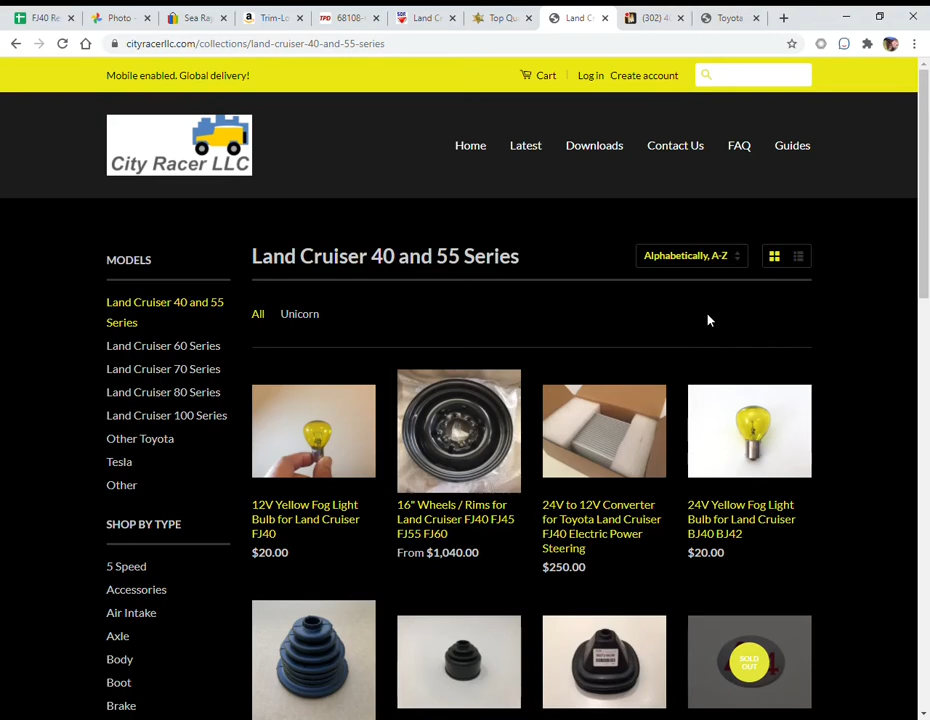 FJ40 Re
Photo -
Sea Ray
Trim-Lo
68108-
Land C
Top Qu
Land C
(302) 4
Toyota
cityracerllc.com/collections/land-cruiser-40-and-55-series
Mobile enabled. Global delivery!
Cart
Log in
Create account
City Racer LLC
Home
Latest
Downloads
Contact Us
FAQ
Guides
MODELS
Land Cruiser 40 and 55 Series
Alphabetically, A-Z
Land Cruiser 40 and 55
Series
All
Unicorn
Land Cruiser 60 Series
Land Cruiser 70 Series
Land Cruiser 80 Series
Land Cruiser 100 Series
Other Toyota
Tesla
Other
12V Yellow Fog Light
Bulb for Land Cruiser
FJ40
$20.00
16" Wheels / Rims for
Land Cruiser FJ40 FJ45
FJ55 FJ60
From $1,040.00
24V to 12V Converter
for Toyota Land Cruiser
FJ40 Electric Power
Steering
$250.00
24V Yellow Fog Light
Bulb for Land Cruiser
BJ40 BJ42
$20.00
SHOP BY TYPE
5 Speed
Accessories
Air Intake
Axle
Body
Boot
Brake
SOLD
OUT